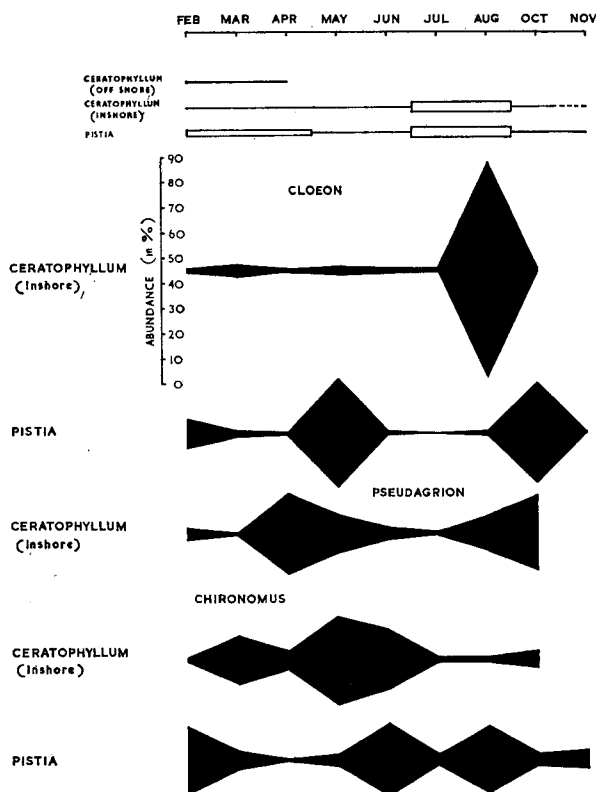 FEB MAR APR MAY JUN JUL AUG OCT NOV
CERATOPHYLLUM
(OFF SHORE)
CERATOPHYLLUM
(INSHORE)
PISTIA
90
80
70
60
50
40
30
20
10
0
ABUNDANCE (in %)
CLOEON
CERATOPHYLLUM
(Inshore)
PISTIA
PSEUDAGRION
CERATOPHYLLUM
(Inshore)
CHIRONOMUS
CERATOPHYLLUM
(Inshore)
PISTIA